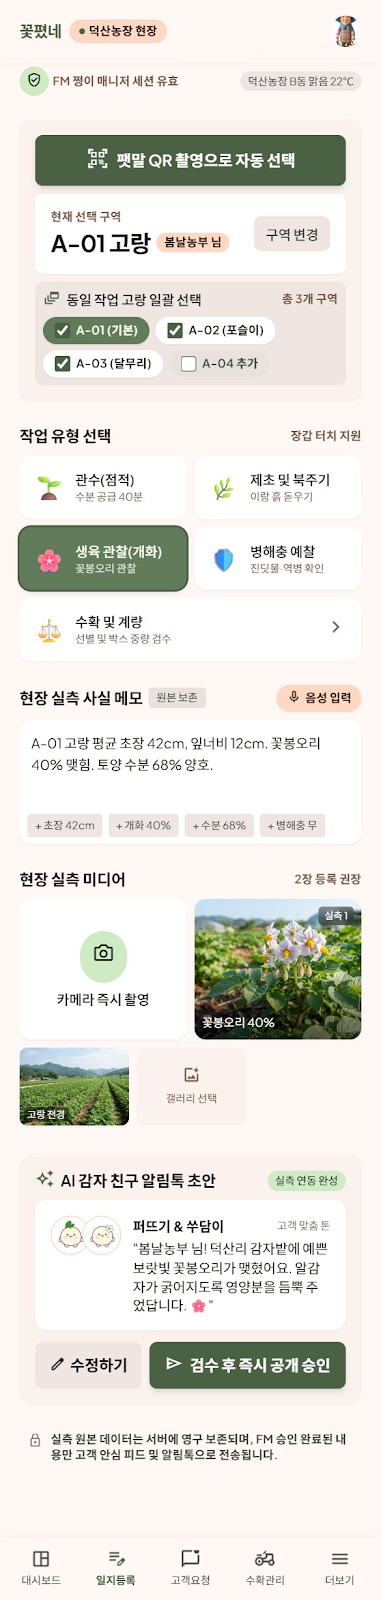 꽃폈네
덕산농장 현장
FM 쩡이 매니저 세션 유효
덕산농장 B동 맑음 22°C
팻말 QR 촬영으로 자동 선택
현재 선택 구역
A-01 고랑 봄날농부 님
구역 변경
동일 작업 고랑 일괄 선택
총 3개 구역
A-01 (기본)
A-02 (포슬이)
A-03 (달무리)
A-04 추가
작업 유형 선택
장갑 터치 지원
관수(점적)
수분 공급 40분
제초 및 북주기
이랑 흙 돋우기
생육 관찰(개화)
꽃봉오리 관찰
병해충 예찰
진딧물·역병 확인
수확 및 계량
선별 및 박스 중량 검수
현장 실측 사실 메모
원본 보존
음성 입력
A-01 고랑 평균 초장 42cm, 잎너비 12cm. 꽃봉오리
40% 맺힘. 토양 수분 68% 양호.
+ 초장 42cm
+ 개화 40%
+ 수분 68%
+ 병해충 무
현장 실측 미디어
2장 등록 권장
카메라 즉시 촬영
실측 1
꽃봉오리 40%
고랑 전경
갤러리 선택
AI 감자 친구 알림톡 초안
실측 연동 완성
퍼뜨기 & 쑤담이
고객 맞춤 톤
"봄날농부 님! 덕산리 감자밭에 예쁜
보랏빛 꽃봉오리가 맺혔어요. 알감
자가 굵어지도록 영양분을 듬뿍 주
었답니다. 🌸 "
수정하기
검수 후 즉시 공개 승인
실측 원본 데이터는 서버에 영구 보존되며, FM 승인 완료된 내
용만 고객 안심 피드 및 알림톡으로 전송됩니다.
대시보드
일지등록
고객요청
수확관리
더보기